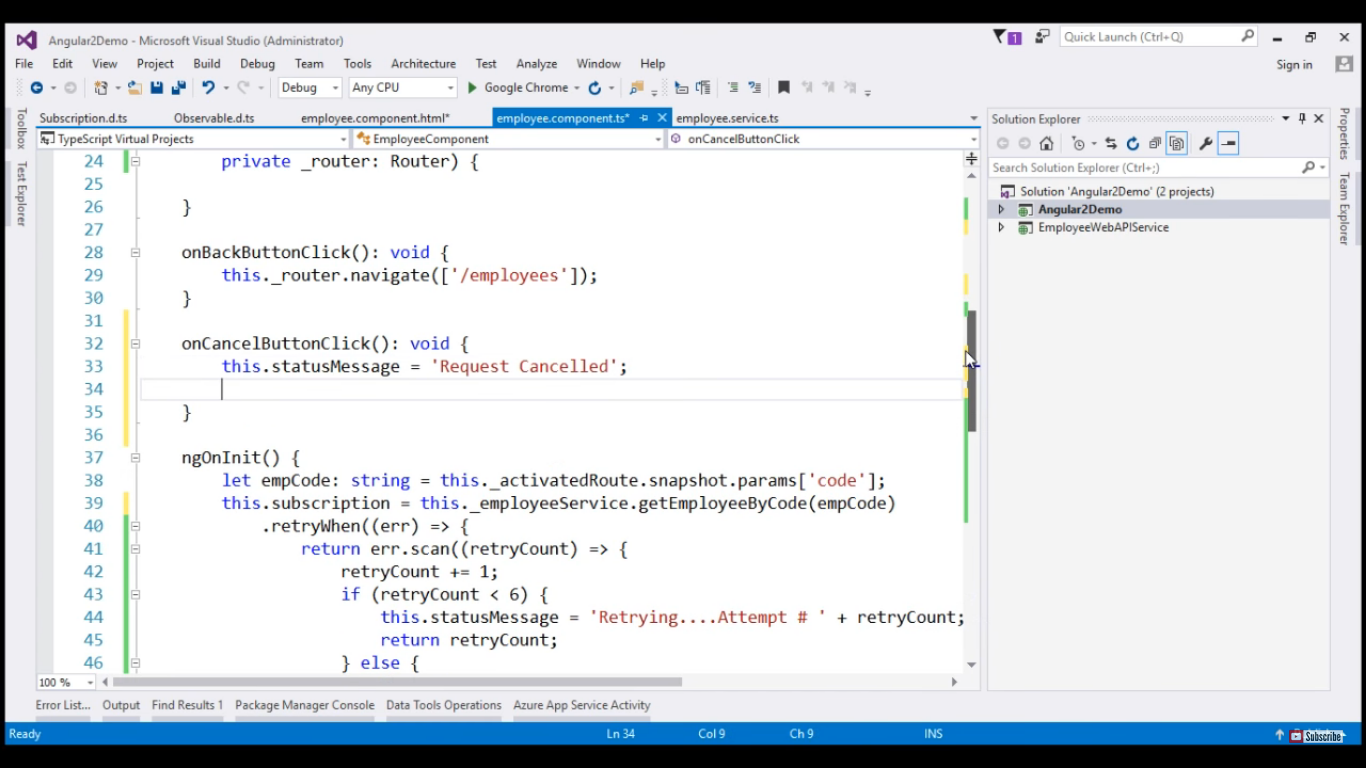 Angular2Demo - Microsoft Visual Studio (Administrator)
1
Quick Launch (Ctrl+Q)
File Edit View Project Build Debug Team Tools Architecture Test Analyze Window Help
Sign in
Debug Any CPU Google Chrome
Toolbox
Test Explorer
Subscription.d.ts Observable.d.ts employee.component.html* employee.component.ts* employee.service.ts
TypeScript Virtual Projects EmployeeComponent onCancelButtonClick
24 private _router: Router) {
25
26 }
27
28 onBackButtonClick(): void {
29 this._router.navigate(['/employees']);
30 }
31
32 onCancelButtonClick(): void {
33 this.statusMessage = 'Request Cancelled';
34
35 }
36
37 ngOnInit() {
38 let empCode: string = this._activatedRoute.snapshot.params['code'];
39 this.subscription = this._employeeService.getEmployeeByCode(empCode)
40 .retryWhen((err) => {
41 return err.scan((retryCount) => {
42 retryCount += 1;
43 if (retryCount < 6) {
44 this.statusMessage = 'Retrying....Attempt # ' + retryCount;
45 return retryCount;
46 } else {
100 %
Solution Explorer
Search Solution Explorer (Ctrl+;)
Solution 'Angular2Demo' (2 projects)
Angular2Demo
EmployeeWebAPIService
Properties
Team Explorer
Error List... Output Find Results 1 Package Manager Console Data Tools Operations Azure App Service Activity
Ready Ln 34 Col 9 Ch 9 INS
Subscribe